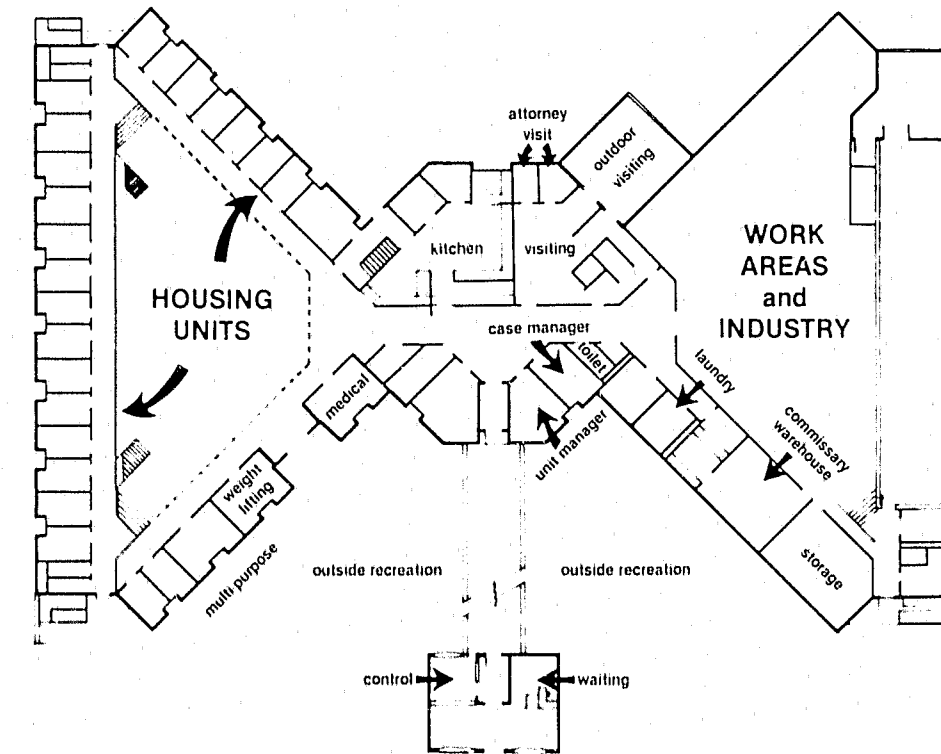 attorney
visit
outdoor
visiting
kitchen
visiting
WORK
AREAS
and
INDUSTRY
HOUSING
UNITS
case manager
toilet
laundry
medical
unit manager
commissary
warehouse
weight
lifting
multi purpose
storage
outside recreation
outside recreation
control
waiting